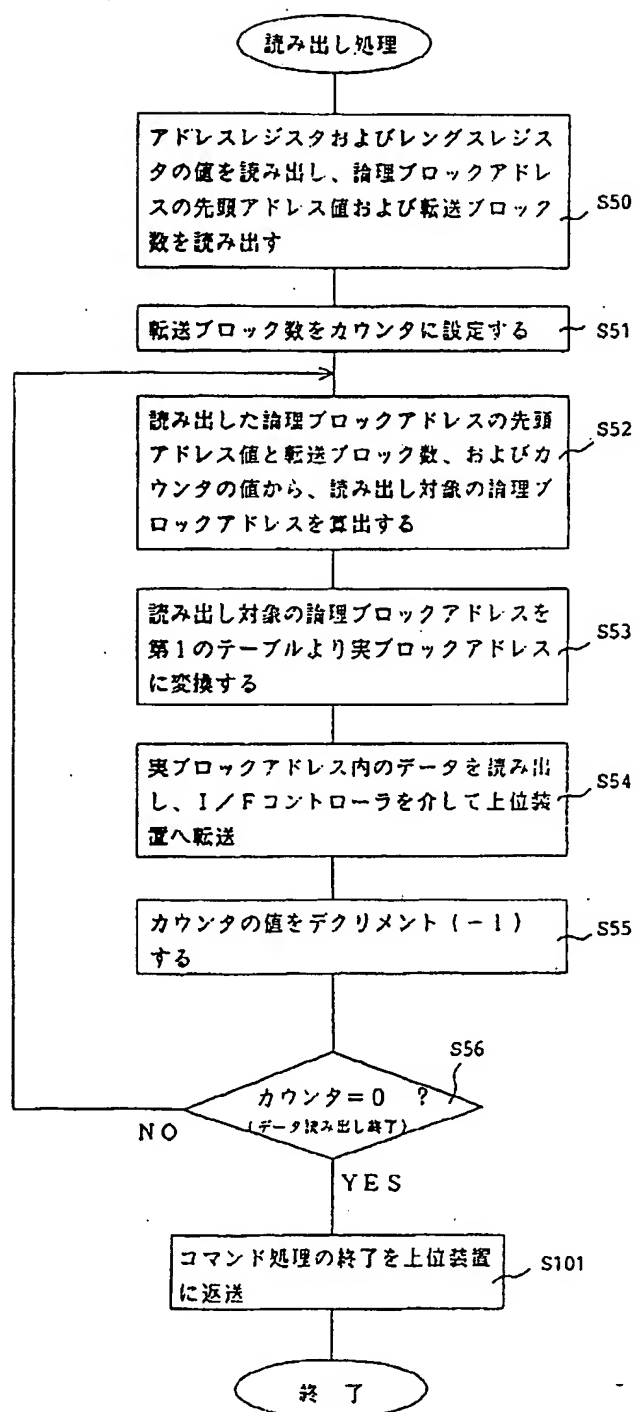 読み出し処理
アドレスレジスタおよびレングスレジス
タの値を読み出し、論理ブロックアドレ
スの先頭アドレス値および転送ブロック
数を読み出す
S50
転送ブロック数をカウンタに設定する
S51
読み出した論理ブロックアドレスの先頭
アドレス値と転送ブロック数、およびカ
ウンタの値から、読み出し対象の論理ブ
ロックアドレスを算出する
S52
読み出し対象の論理ブロックアドレスを
第1のテーブルより実ブロックアドレス
に変換する
S53
実ブロックアドレス内のデータを読み出
し、I/Fコントローラを介して上位装
置へ転送
S54
カウンタの値をデクリメント(-1)
する
S55
S56
カウンタ=0 ?
(データ読み出し終了)
NO
YES
コマンド処理の終了を上位装置
に返送
S101
終 了